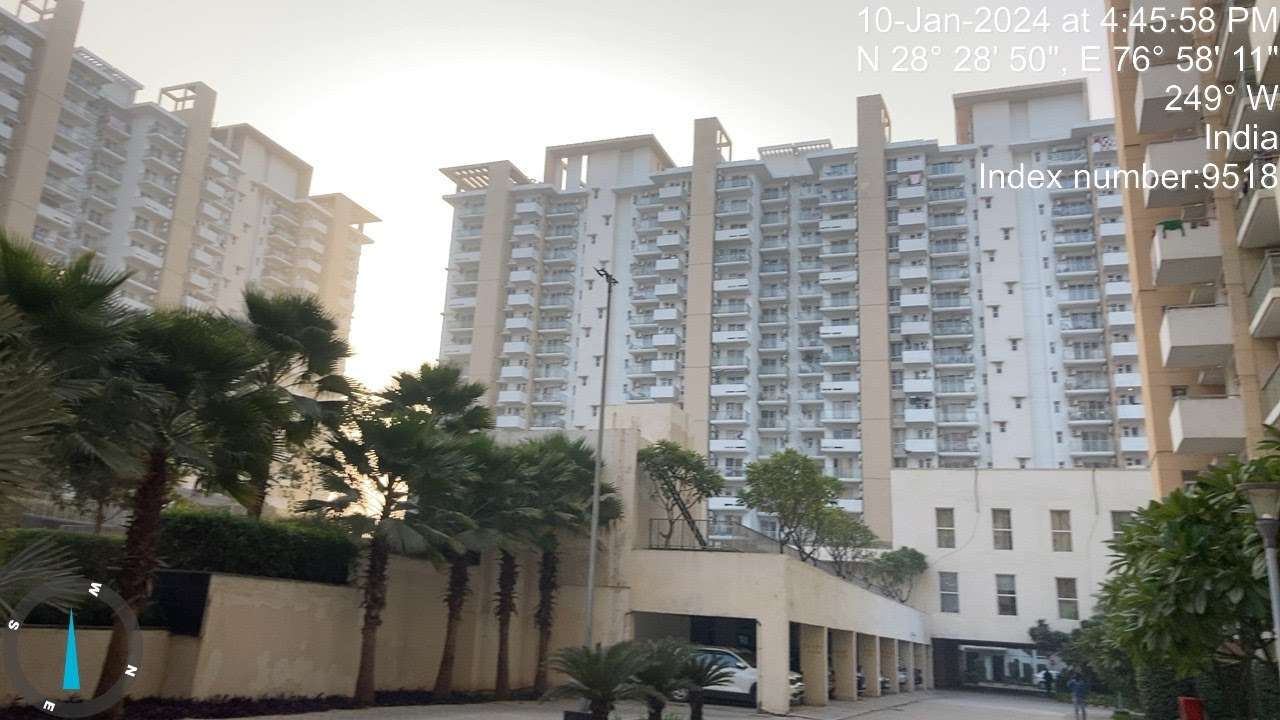 10-Jan-2024 at 4:45:58 PM
N 28° 28' 50", E 76° 58' ,11"
249° W
India
Index number:9518
W
S
N
E